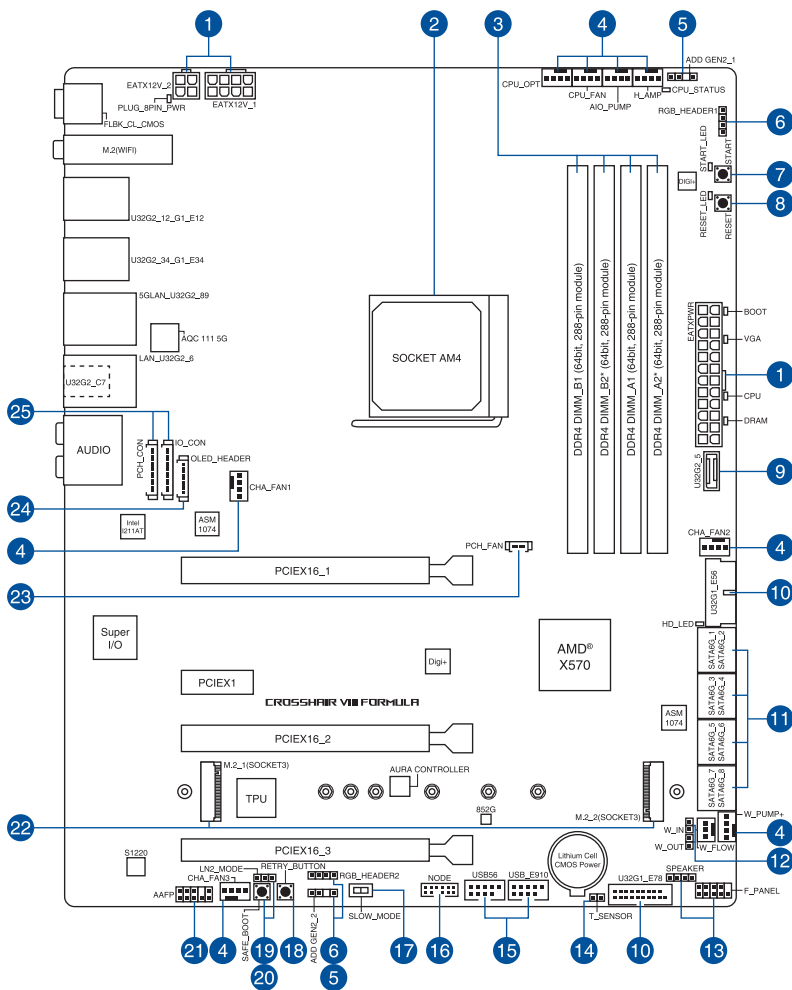 1
2
3
4
5
ADD GEN2_1
EATX12V_2
EATX12V_1
PLUG_8PIN_PWR
FLBK_CL_CMOS
CPU_OPT
CPU_FAN
AIO_PUMP
H_AMP
CPU_STATUS
RGB_HEADER1
6
M.2(WIFI)
START_LED
START
7
DIGI+
RESET_LED
RESET
8
U32G2_12_G1_E12
U32G2_34_G1_E34
5GLAN_U32G2_89
AQC 111 5G
LAN_U32G2_6
U32G2_C7
SOCKET AM4
DDR4 DIMM_B1 (64bit, 288-pin module)
DDR4 DIMM_B2* (64bit, 288-pin module)
DDR4 DIMM_A1 (64bit, 288-pin module)
DDR4 DIMM_A2* (64bit, 288-pin module)
EATXPWR
BOOT
VGA
1
CPU
DRAM
25
AUDIO
PCH_CON
IO_CON
OLED_HEADER
U32G2_5
9
24
CHA_FAN1
4
Intel
I211AT
ASM
1074
PCH_FAN
23
CHA_FAN2
4
PCIEX16_1
U32G1_E56
10
HD_LED
Super
I/O
Digi+
AMD®
X570
SATA6G_1
SATA6G_2
SATA6G_3
SATA6G_4
PCIEX1
CROSSHAIR VIII FORMULA
ASM
1074
11
SATA6G_5
SATA6G_6
PCIEX16_2
SATA6G_7
SATA6G_8
M.2_1(SOCKET3)
AURA CONTROLLER
TPU
852G
M.2_2(SOCKET3)
22
W_PUMP+
4
W_IN
W_OUT
W_FLOW
12
S1220
PCIEX16_3
Lithium Cell
CMOS Power
LN2_MODE
RETRY_BUTTON
CHA_FAN3
RGB_HEADER2
NODE
USB56
USB_E910
U32G1_E78
SPEAKER
AAFP
F_PANEL
SAFE_BOOT
ADD GEN2_2
SLOW_MODE
T_SENSOR
21
4
19
18
6
17
16
15
14
10
13
20
5